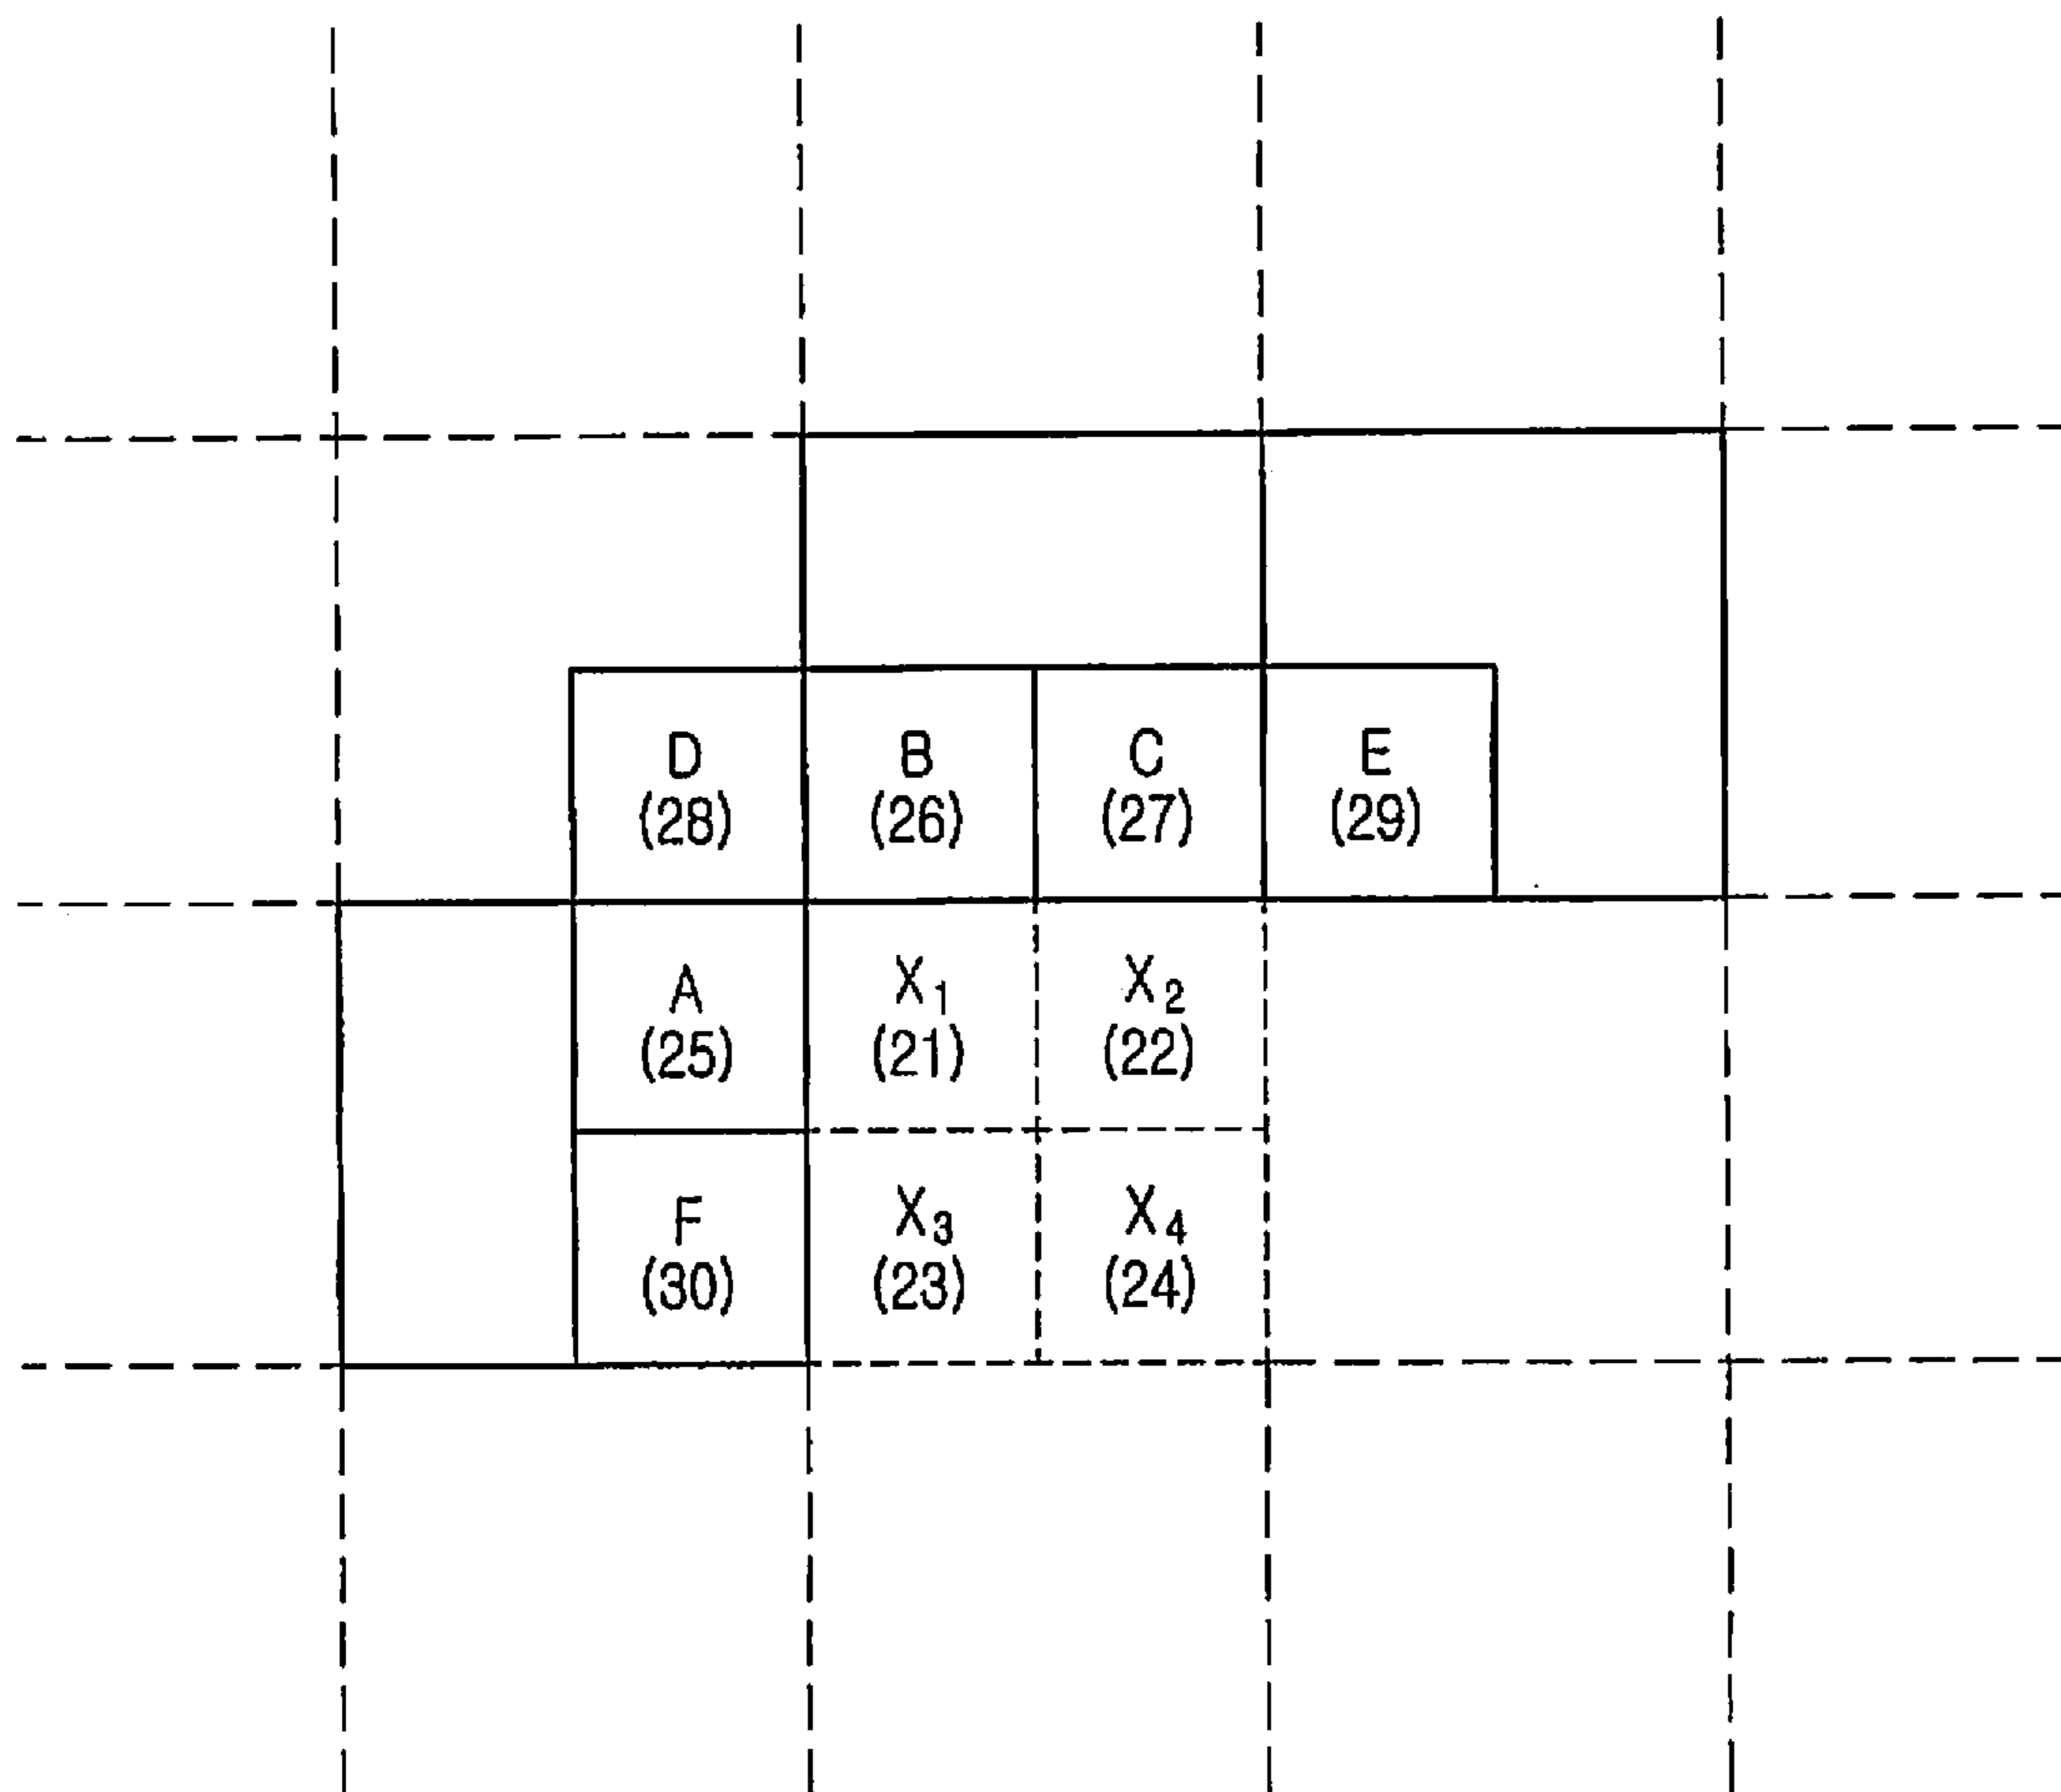 D B C E
(28) (26) (27) (29)
A X₁ X₂
(25) (21) (22)
F X₃ X₄
(30) (23) (24)